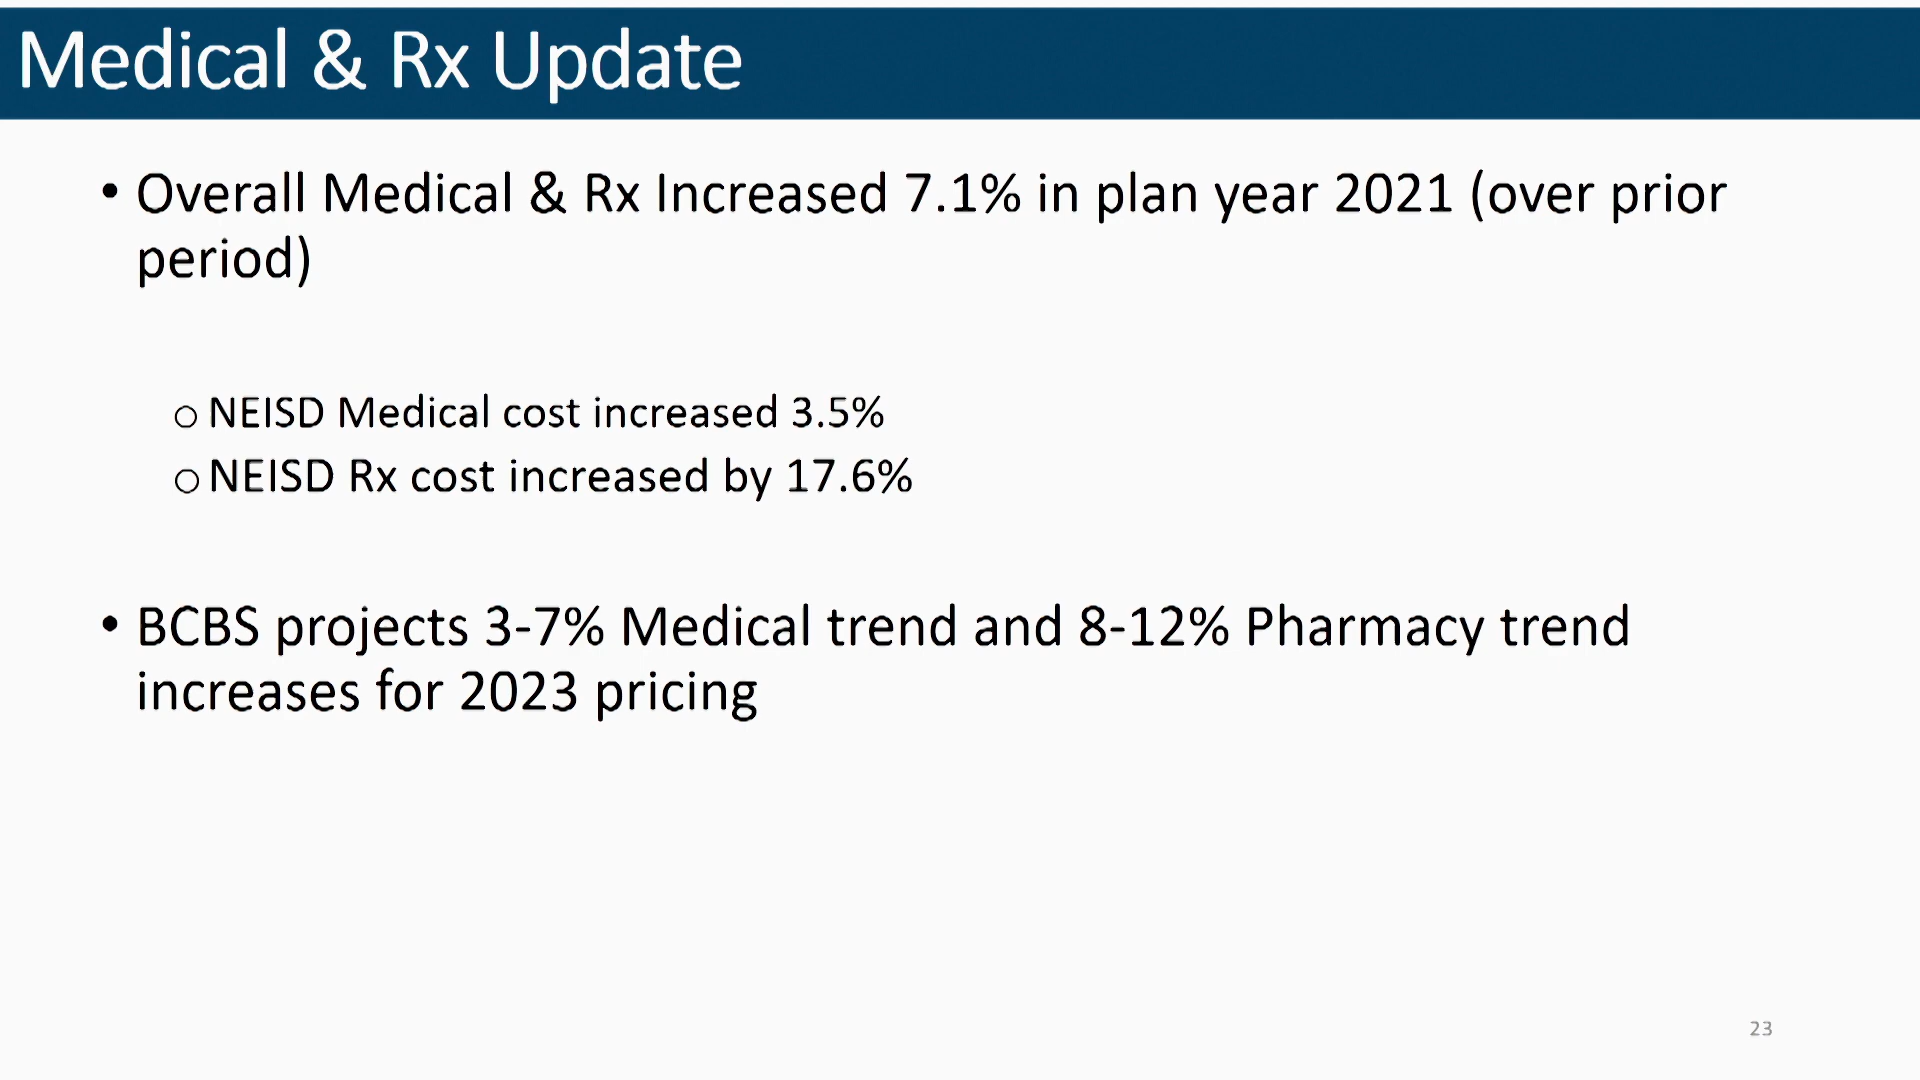 Medical & Rx Update
• Overall Medical & Rx Increased 7.1% in plan year 2021 (over prior
period)
o NEISD Medical cost increased 3.5%
o NEISD Rx cost increased by 17.6%
• BCBS projects 3-7% Medical trend and 8-12% Pharmacy trend
increases for 2023 pricing
23